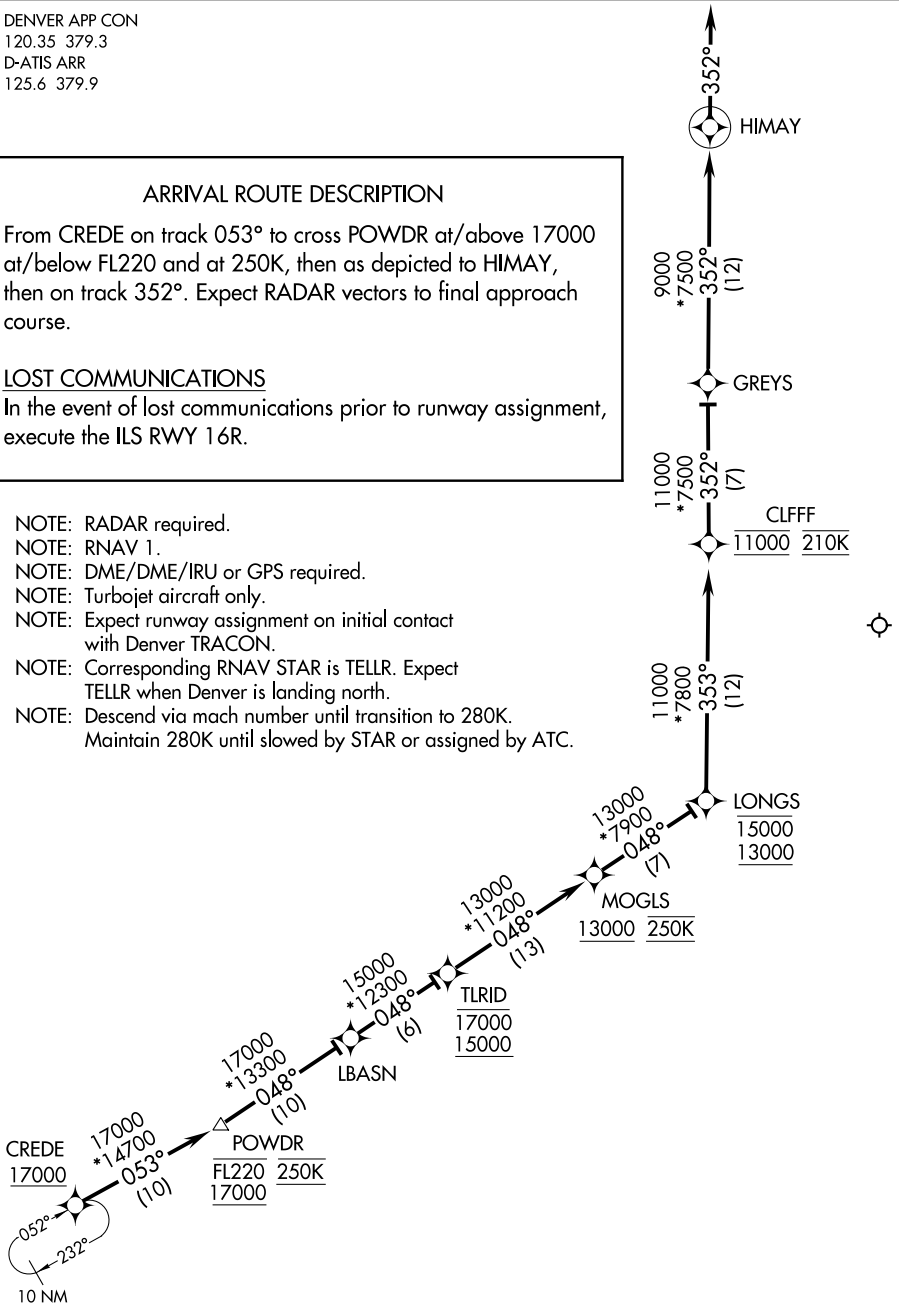 DENVER APP CON
120.35 379.3
D-ATIS ARR
125.6 379.9
352°
HIMAY
ARRIVAL ROUTE DESCRIPTION
From CREDE on track 053° to cross POWDR at/above 17000
at/below FL220 and at 250K, then as depicted to HIMAY,
then on track 352°. Expect RADAR vectors to final approach
course.
LOST COMMUNICATIONS
In the event of lost communications prior to runway assignment,
execute the ILS RWY 16R.
9000
*7500
352°
(12)
GREYS
11000
*7500
352°
(7)
CLFFF
11000 210K
NOTE: RADAR required.
NOTE: RNAV 1.
NOTE: DME/DME/IRU or GPS required.
NOTE: Turbojet aircraft only.
NOTE: Expect runway assignment on initial contact
with Denver TRACON.
NOTE: Corresponding RNAV STAR is TELLR. Expect
TELLR when Denver is landing north.
NOTE: Descend via mach number until transition to 280K.
Maintain 280K until slowed by STAR or assigned by ATC.
11000
*7800
353°
(12)
LONGS
15000
13000
13000
*7900
048°
(7)
MOGLS
13000 250K
13000
*11200
048°
(13)
TLRID
17000
15000
15000
*12300
048°
(6)
LBASN
17000
*13300
048°
(10)
POWDR
FL220 250K
17000
17000
*14700
053°
(10)
CREDE
17000
052°
232°
10 NM